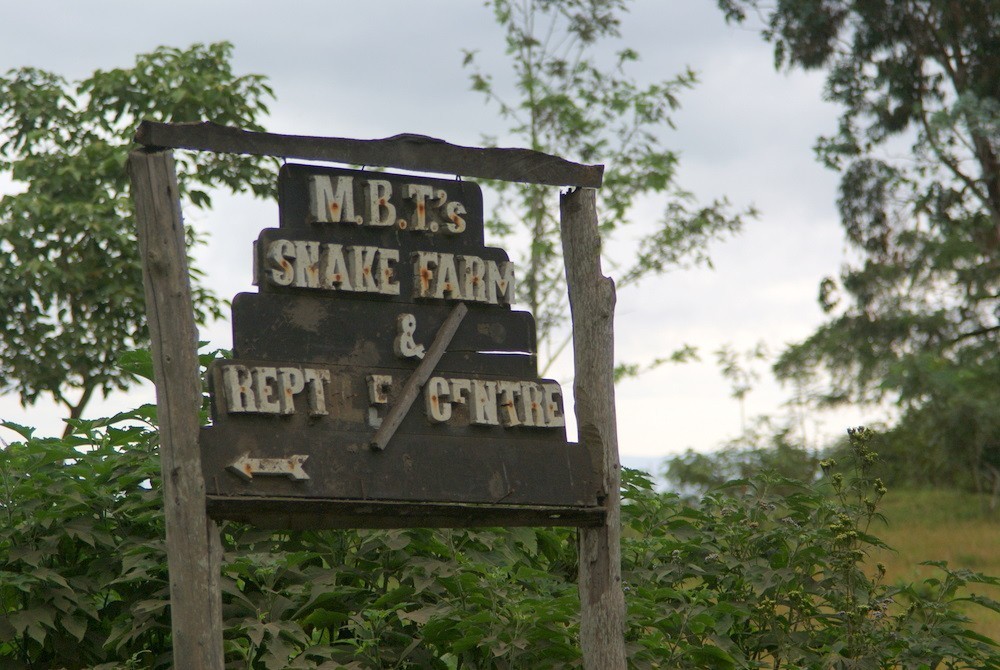 M.B.T.'s
SNAKE FARM
&
REPT E CENTRE